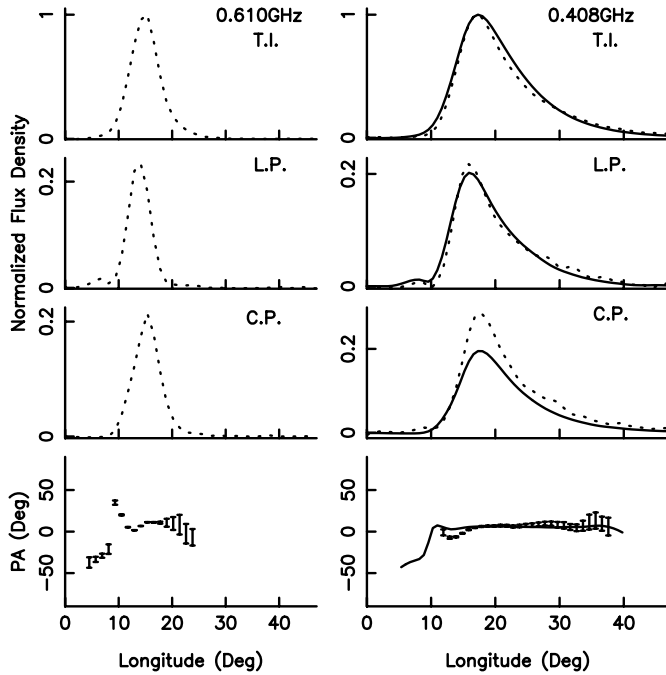 0.610GHz
T.I.
1
0
0.408GHz
T.I.
1
0
Normalized Flux Density
L.P.
0.2
0
L.P.
0.2
0
C.P.
0.2
0
C.P.
0.2
0
PA (Deg)
50
0
−50
50
0
−50
0 10 20 30 40
0 10 20 30 40
Longitude (Deg)
Longitude (Deg)